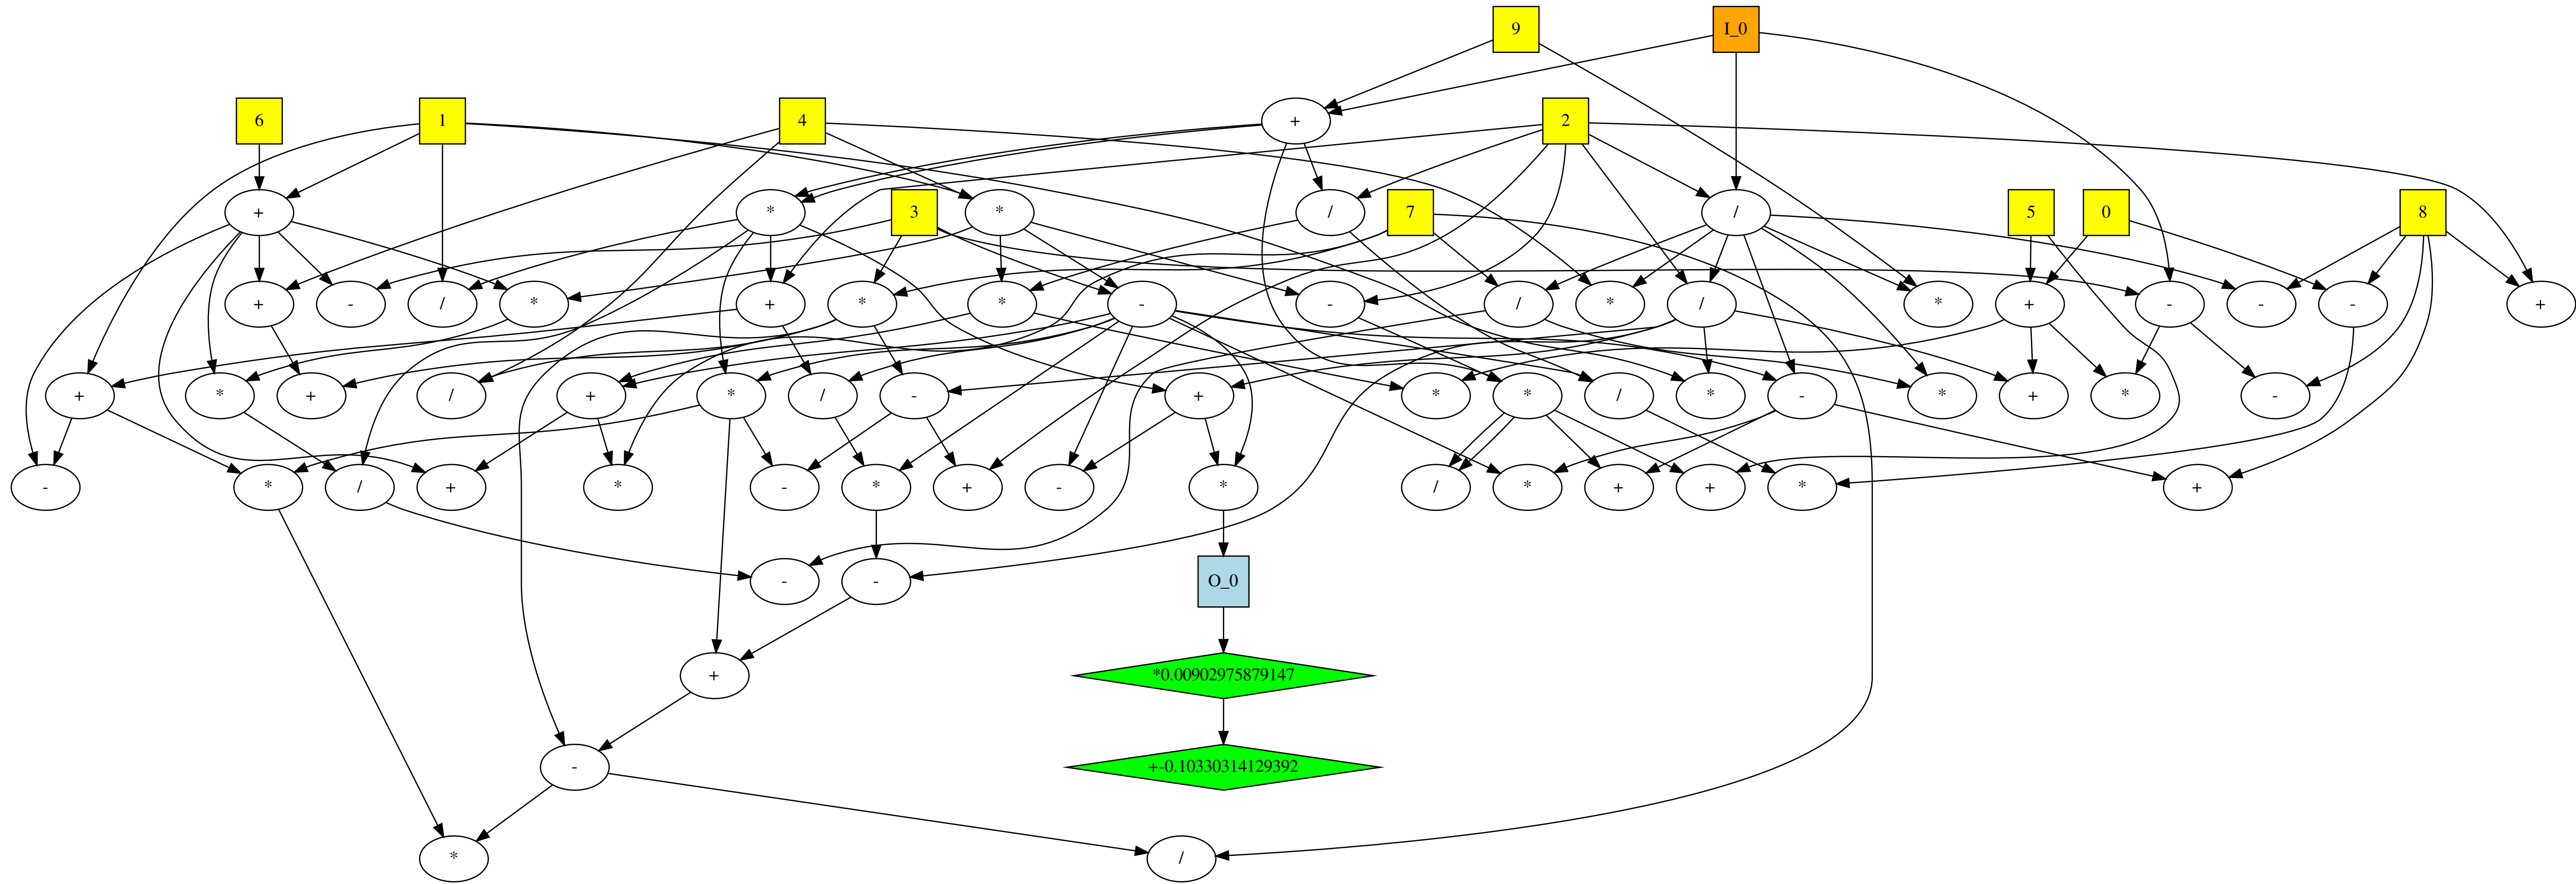 9 I_0
6 1 4 + 2
+ * 3 * / 7 / 5 0 8
+ - / * + * * - - / * / * + - - - +
+ * + / + * / - + * * / * - * + * -
- * / + * - * + - * / * + + * +
- - O_0
+ *0.00902975879147
- +-0.10330314129392
* /